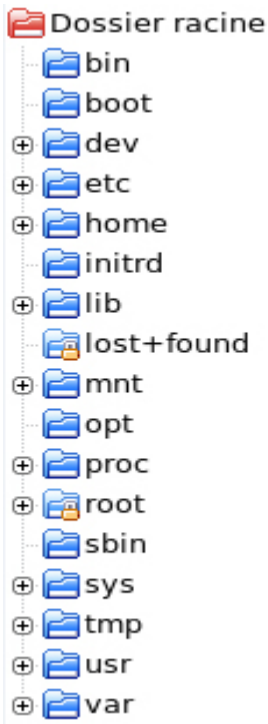 Dossier racine
bin
boot
dev
etc
home
initrd
lib
lost+found
mnt
opt
proc
root
sbin
sys
tmp
usr
var